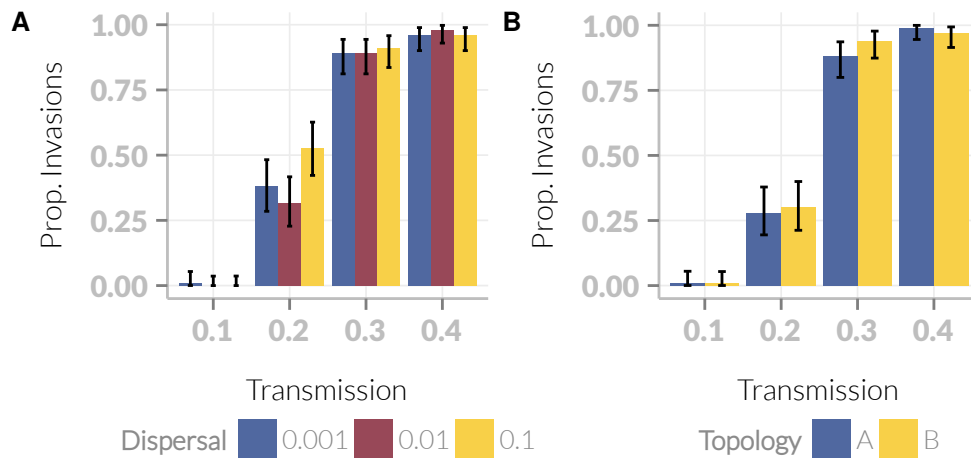 A
Prop. Invasions
1.00
0.75
0.50
0.25
0.00
0.1 0.2 0.3 0.4
Transmission
Dispersal 0.001 0.01 0.1
B
Prop. Invasions
1.00
0.75
0.50
0.25
0.00
0.1 0.2 0.3 0.4
Transmission
Topology A B